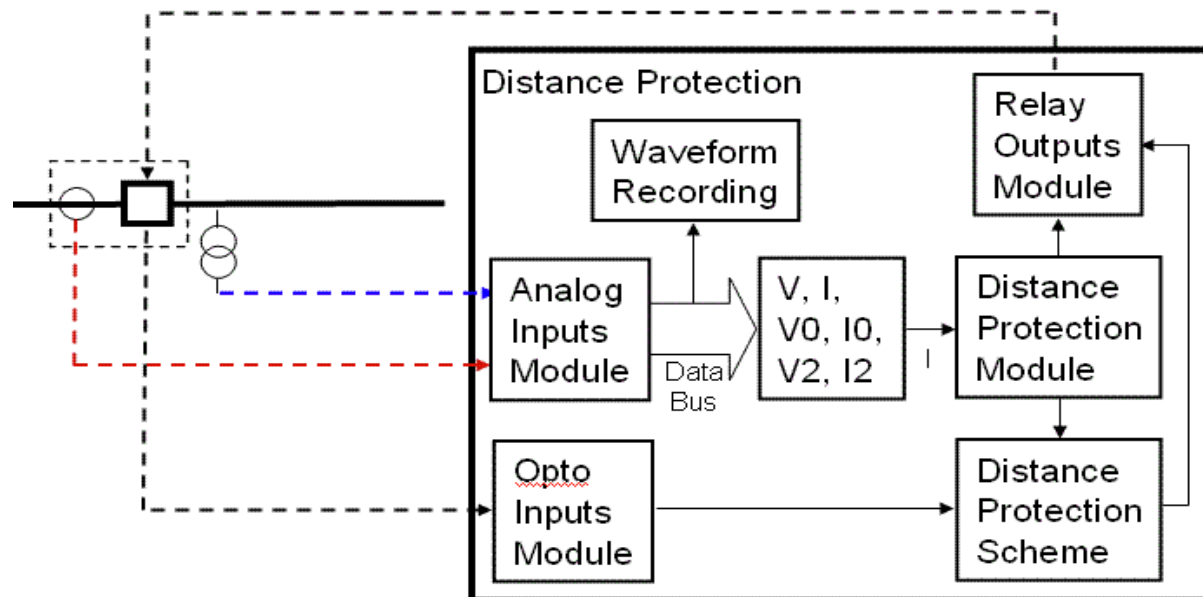 Distance Protection
Relay
Outputs
Module
Waveform
Recording
Analog
Inputs
Module
Data
Bus
V, I,
V0, I0,
V2, I2
I
Distance
Protection
Module
Opto
Inputs
Module
Distance
Protection
Scheme